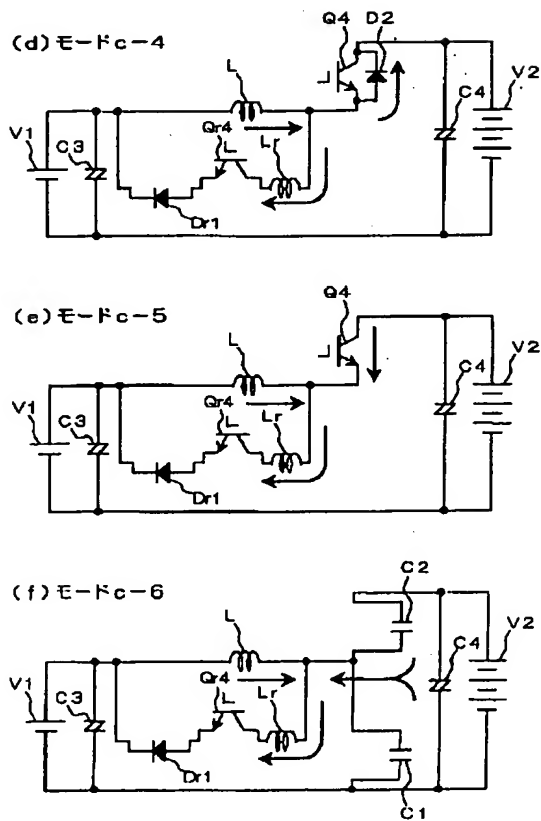 (d) モードc-4
Q4
D2
L
V2
C4
V1
C3
Qr4
Lr
Dr1
(e) モードc-5
Q4
L
V2
C4
V1
C3
Qr4
Lr
Dr1
(f) モードc-6
C2
L
V2
C4
V1
C3
Qr4
Lr
Dr1
C1